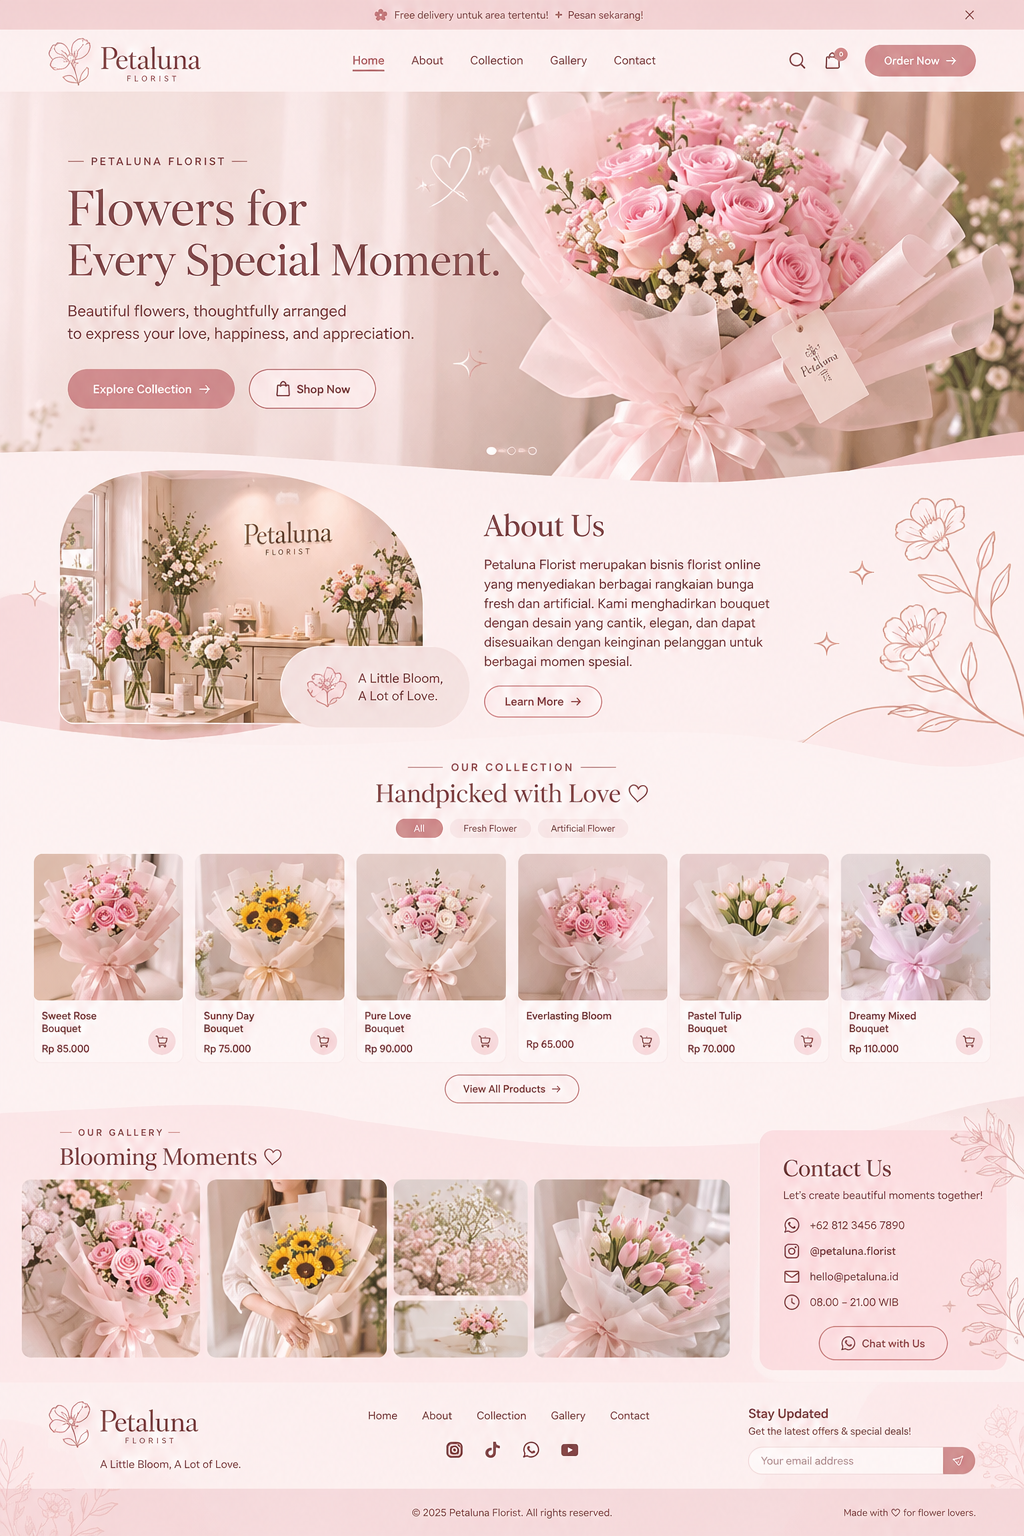 Free delivery untuk area tertentu! + Pesan sekarang!
Petaluna
FLORIST
Home
About
Collection
Gallery
Contact
0
Order Now →
PETALUNA FLORIST
Flowers for
Every Special Moment.
Beautiful flowers, thoughtfully arranged
to express your love, happiness, and appreciation.
Explore Collection →
Shop Now
Petaluna
Petaluna
FLORIST
A Little Bloom,
A Lot of Love.
About Us
Petaluna Florist merupakan bisnis florist online
yang menyediakan berbagai rangkaian bunga
fresh dan artificial. Kami menghadirkan bouquet
dengan desain yang cantik, elegan, dan dapat
disesuaikan dengan keinginan pelanggan untuk
berbagai momen spesial.
Learn More →
OUR COLLECTION
Handpicked with Love ♡
All
Fresh Flower
Artificial Flower
Sweet Rose
Bouquet
Rp 85.000
Sunny Day
Bouquet
Rp 75.000
Pure Love
Bouquet
Rp 90.000
Everlasting Bloom
Rp 65.000
Pastel Tulip
Bouquet
Rp 70.000
Dreamy Mixed
Bouquet
Rp 110.000
View All Products →
OUR GALLERY
Blooming Moments ♡
Contact Us
Let's create beautiful moments together!
+62 812 3456 7890
@petaluna.florist
hello@petaluna.id
08.00 – 21.00 WIB
Chat with Us
Petaluna
FLORIST
A Little Bloom, A Lot of Love.
Home
About
Collection
Gallery
Contact
Stay Updated
Get the latest offers & special deals!
Your email address
© 2025 Petaluna Florist. All rights reserved.
Made with ♡ for flower lovers.